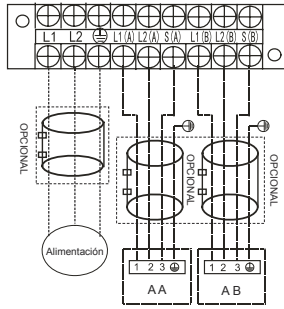 L1 L2 L1(A) L2(A) S(A) L1(B) L2(B) S(B)
OPCIONAL
OPCIONAL
OPCIONAL
Alimentación
1 2 3
1 2 3
A A
A B